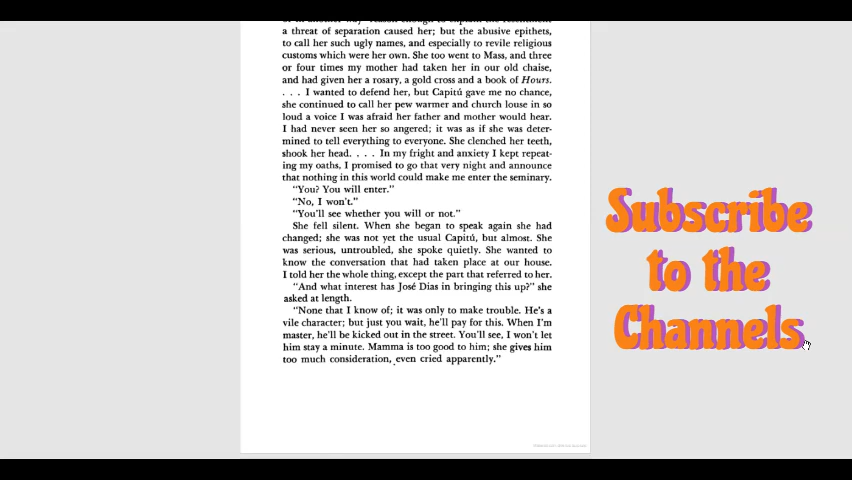 a threat of separation caused her; but the abusive epithets,
to call her such ugly names, and especially to revile religious
customs which were her own. She too went to Mass, and three
or four times my mother had taken her in our old chaise,
and had given her a rosary, a gold cross and a book of Hours.
. . . I wanted to defend her, but Capitú gave me no chance,
she continued to call her pew warmer and church louse in so
loud a voice I was afraid her father and mother would hear.
I had never seen her so angered; it was as if she was deter-
mined to tell everything to everyone. She clenched her teeth,
shook her head. . . . In my fright and anxiety I kept repeat-
ing my oaths, I promised to go that very night and announce
that nothing in this world could make me enter the seminary.
"You? You will enter."
"No, I won't."
"You'll see whether you will or not."
She fell silent. When she began to speak again she had
changed; she was not yet the usual Capitú, but almost. She
was serious, untroubled, she spoke quietly. She wanted to
know the conversation that had taken place at our house.
I told her the whole thing, except the part that referred to her.
"And what interest has José Dias in bringing this up?" she
asked at length.
"None that I know of; it was only to make trouble. He's a
vile character; but just you wait, he'll pay for this. When I'm
master, he'll be kicked out in the street. You'll see, I won't let
him stay a minute. Mamma is too good to him; she gives him
too much consideration, even cried apparently."
Subscribe
to the
Channels